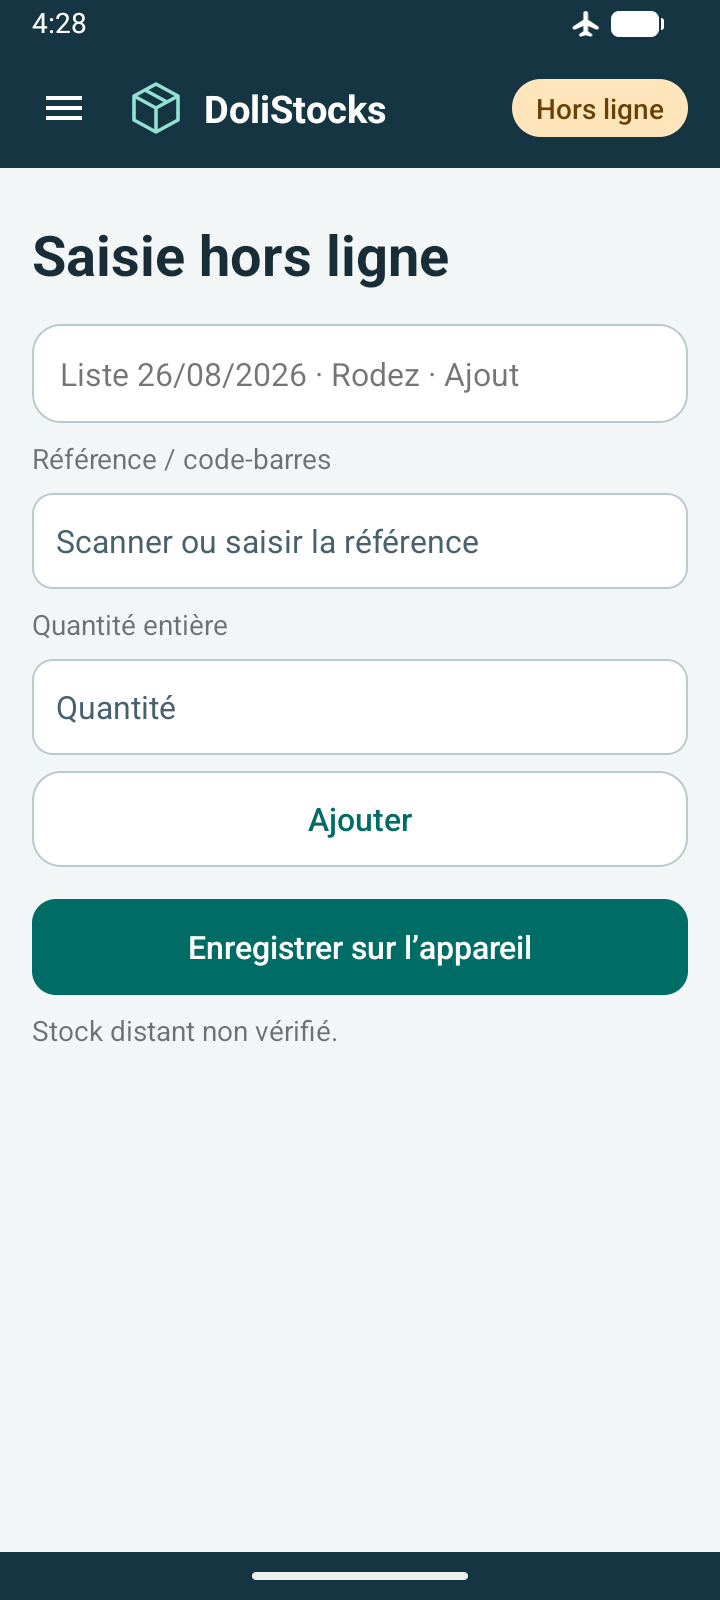 4:28
DoliStocks
Hors ligne
Saisie hors ligne
Liste 26/08/2026 · Rodez · Ajout
Référence / code-barres
Scanner ou saisir la référence
Quantité entière
Quantité
Ajouter
Enregistrer sur l’appareil
Stock distant non vérifié.